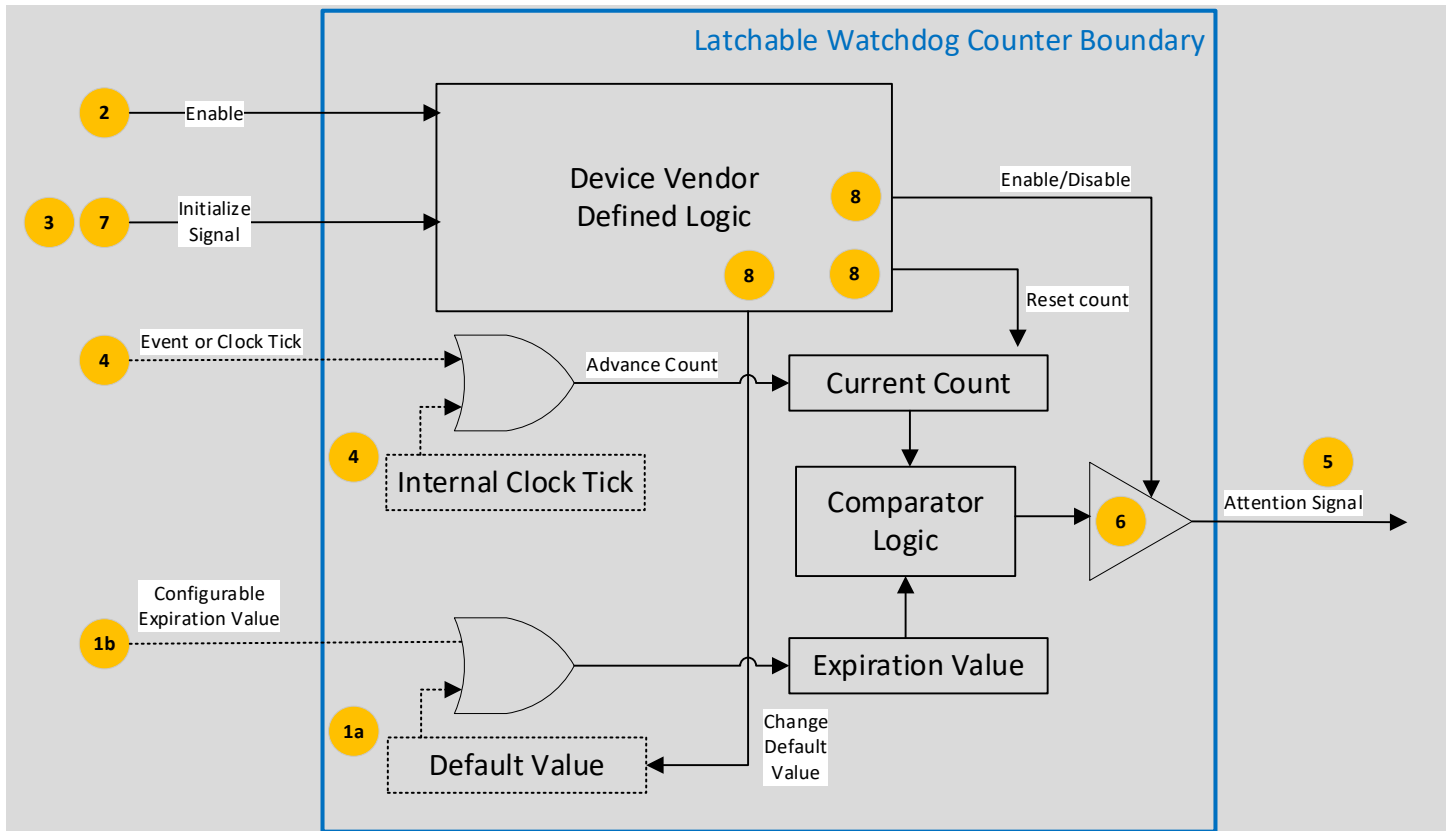 Latchable Watchdog Counter Boundary
2
Enable
Device Vendor
Defined Logic
Enable/Disable
3
7
Initialize
Signal
8
8
8
Reset count
4
Event or Clock Tick
Advance Count
Current Count
4
Internal Clock Tick
Comparator
Logic
6
5
Attention Signal
1b
Configurable
Expiration Value
Expiration Value
1a
Default Value
Change
Default
Value